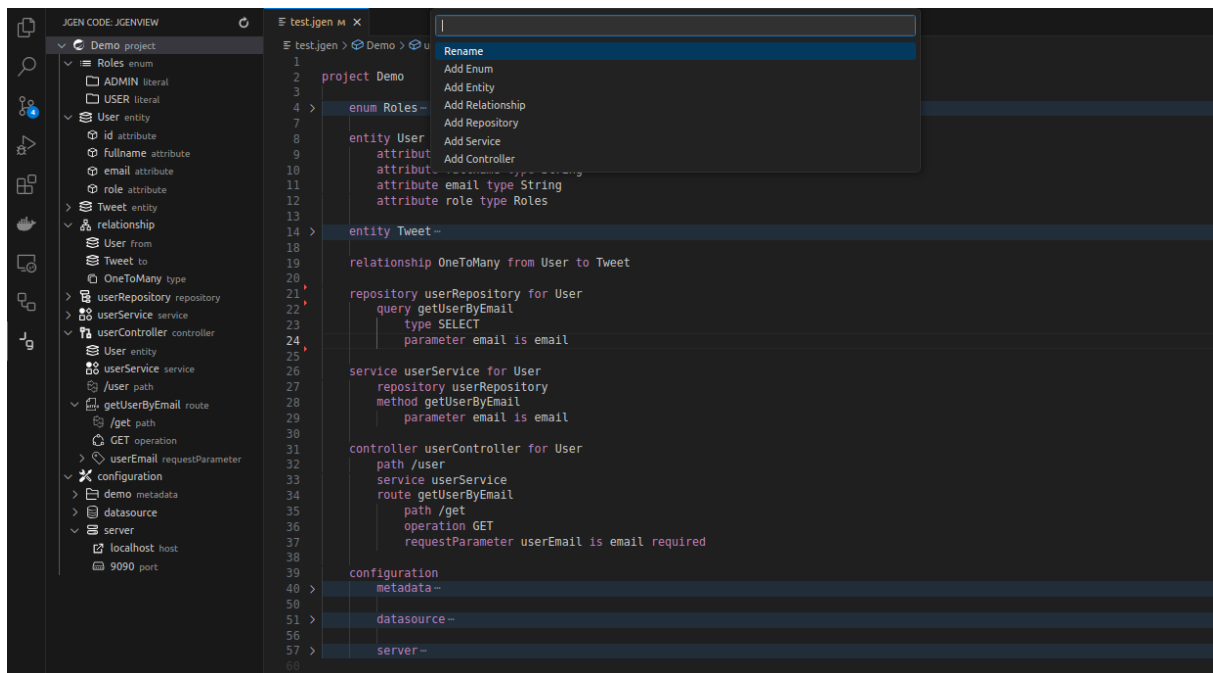 JGEN CODE: JGENVIEW
Demo project
Roles enum
ADMIN literal
USER literal
User entity
id attribute
fullname attribute
email attribute
role attribute
Tweet entity
relationship
User from
Tweet to
OneToMany type
userRepository repository
userService service
userController controller
User entity
userService service
/user path
getUserByEmail route
/get path
GET operation
userEmail requestParameter
configuration
demo metadata
datasource
server
localhost host
9090 port
4
g
test.jgen M
test.jgen > Demo >
Rename
Add Enum
Add Entity
Add Relationship
Add Repository
Add Service
Add Controller
1
2 project Demo
3
4 enum Roles
7
8 entity User
9 attribut
10 attribut
11 attribute email type String
12 attribute role type Roles
13
14 entity Tweet
18
19 relationship OneToMany from User to Tweet
20
21 repository userRepository for User
22 query getUserByEmail
23 type SELECT
24 parameter email is email
25
26 service userService for User
27 repository userRepository
28 method getUserByEmail
29 parameter email is email
30
31 controller userController for User
32 path /user
33 service userService
34 route getUserByEmail
35 path /get
36 operation GET
37 requestParameter userEmail is email required
38
39 configuration
40 metadata
50
51 datasource
56
57 server
60